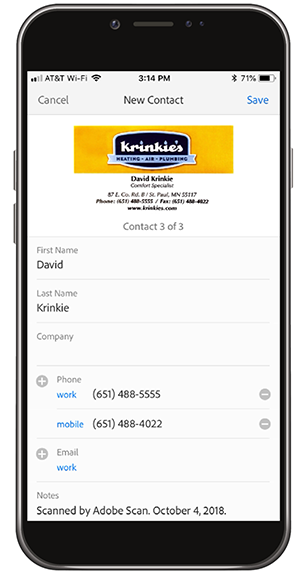 AT&T Wi-Fi 3:14 PM 71%
Cancel New Contact Save
Krinkie's
HEATING • AIR • PLUMBING
David Krinkie
Comfort Specialist
87 E. Co. Rd. B / St. Paul, MN 55117
Phone: (651) 488-5555 / Fax: (651) 488-4022
www.krinkies.com
Contact 3 of 3
First Name
David
Last Name
Krinkie
Company
Phone
work (651) 488-5555
mobile (651) 488-4022
Email
work
Notes
Scanned by Adobe Scan. October 4, 2018.